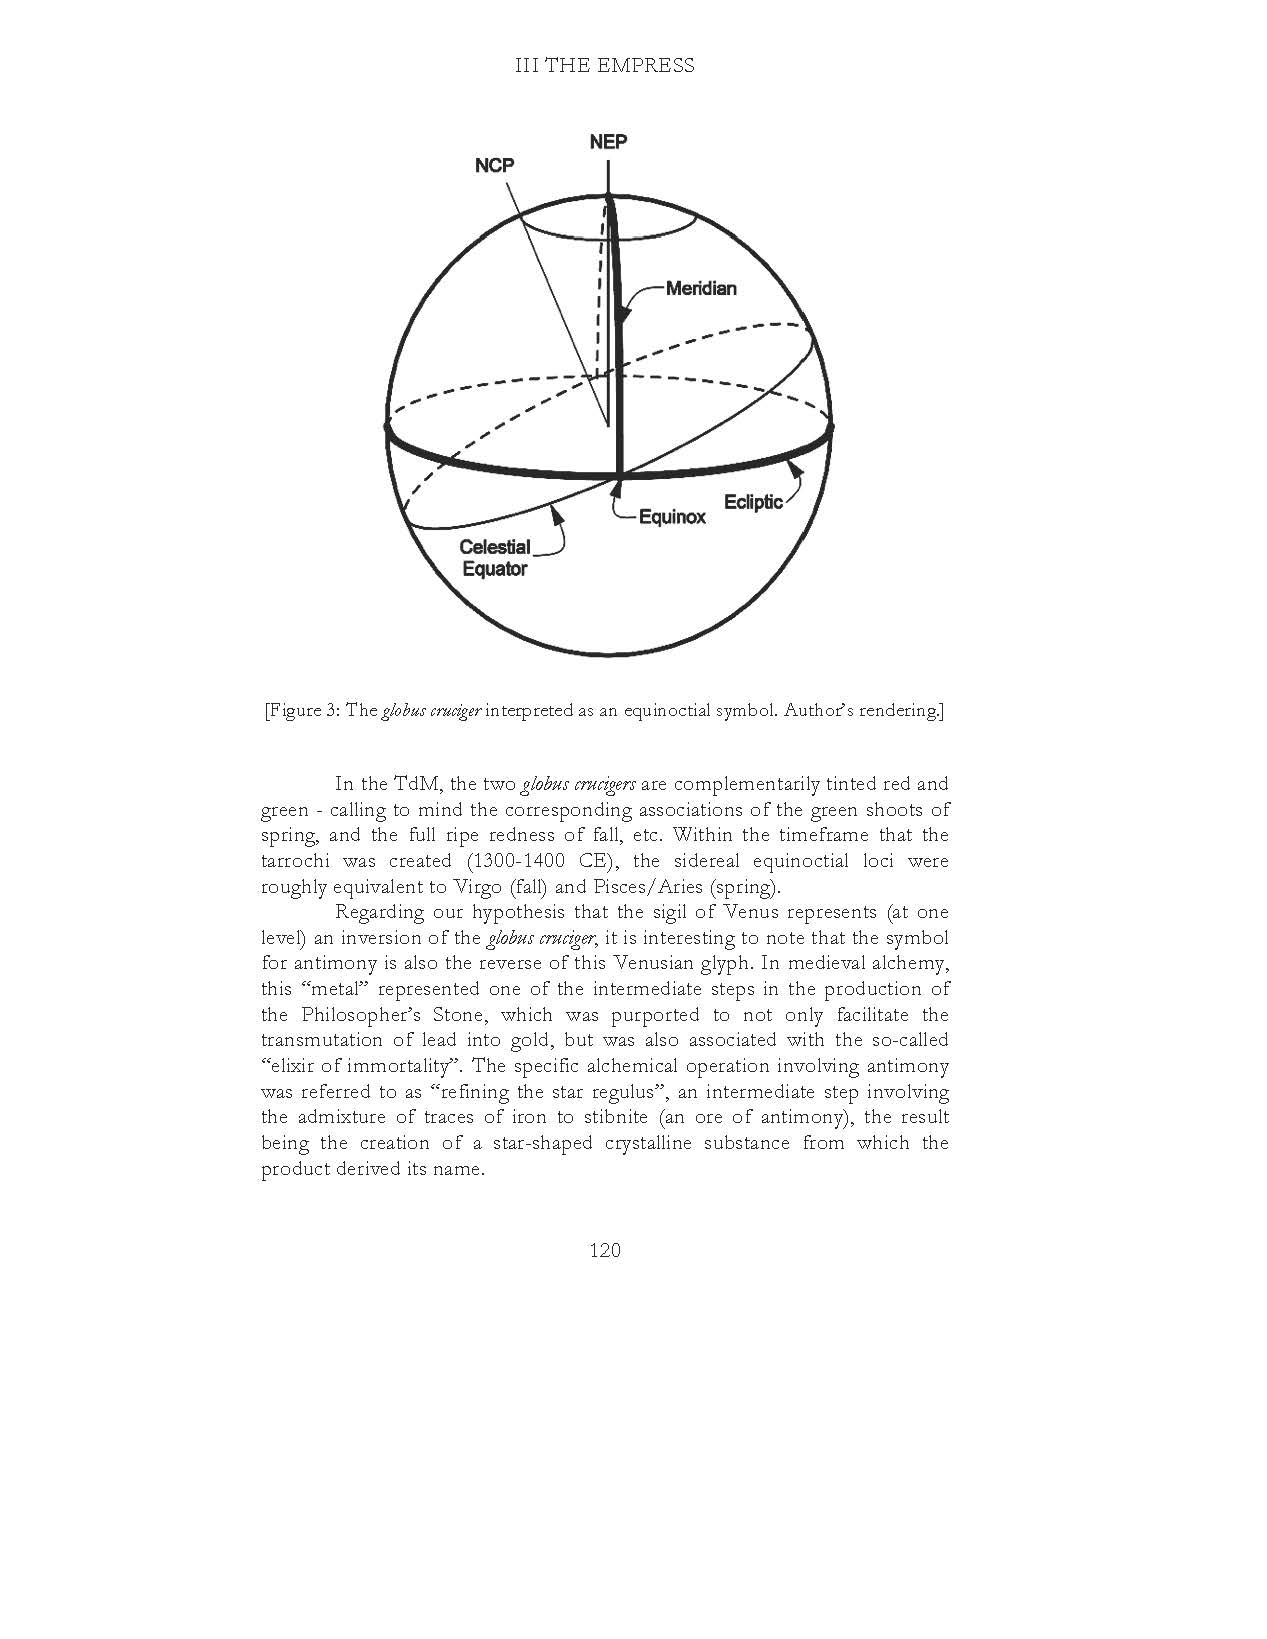 III THE EMPRESS
NEP
NCP
Meridian
Ecliptic
Equinox
Celestial
Equator
[Figure 3: The globus cruciger interpreted as an equinoctial symbol. Author's rendering.]
In the TdM, the two globus crucigers are complementarily tinted red and
green - calling to mind the corresponding associations of the green shoots of
spring, and the full ripe redness of fall, etc. Within the timeframe that the
tarrochi was created (1300-1400 CE), the sidereal equinoctial loci were
roughly equivalent to Virgo (fall) and Pisces/Aries (spring).
Regarding our hypothesis that the sigil of Venus represents (at one
level) an inversion of the globus cruciger, it is interesting to note that the symbol
for antimony is also the reverse of this Venusian glyph. In medieval alchemy,
this “metal” represented one of the intermediate steps in the production of
the Philosopher's Stone, which was purported to not only facilitate the
transmutation of lead into gold, but was also associated with the so-called
“elixir of immortality”. The specific alchemical operation involving antimony
was referred to as “refining the star regulus”, an intermediate step involving
the admixture of traces of iron to stibnite (an ore of antimony), the result
being the creation of a star-shaped crystalline substance from which the
product derived its name.
120